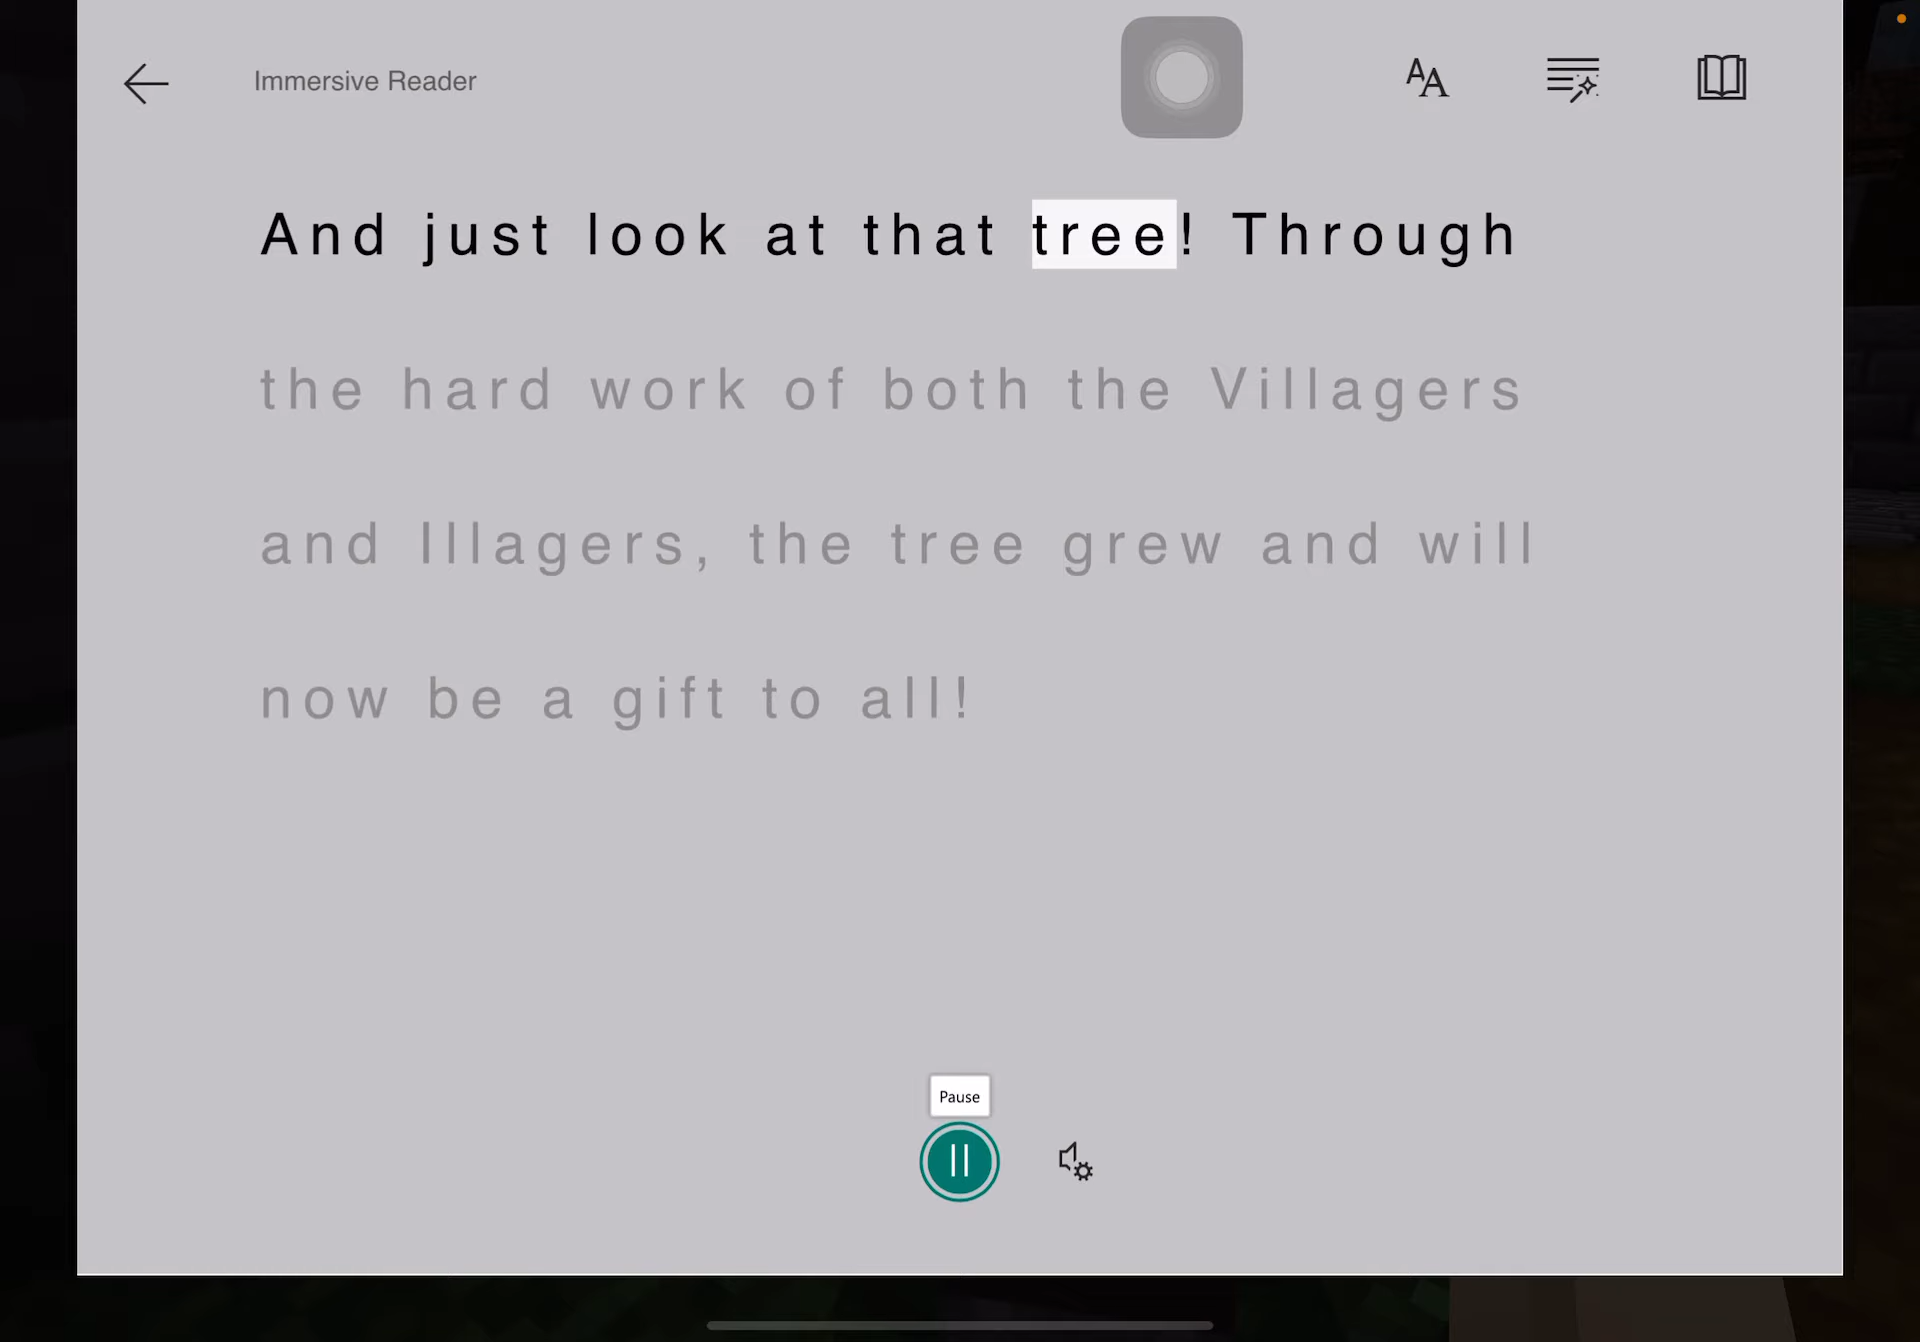 Immersive Reader
And just look at that tree! Through
the hard work of both the Villagers
and Illagers, the tree grew and will
now be a gift to all!
Pause